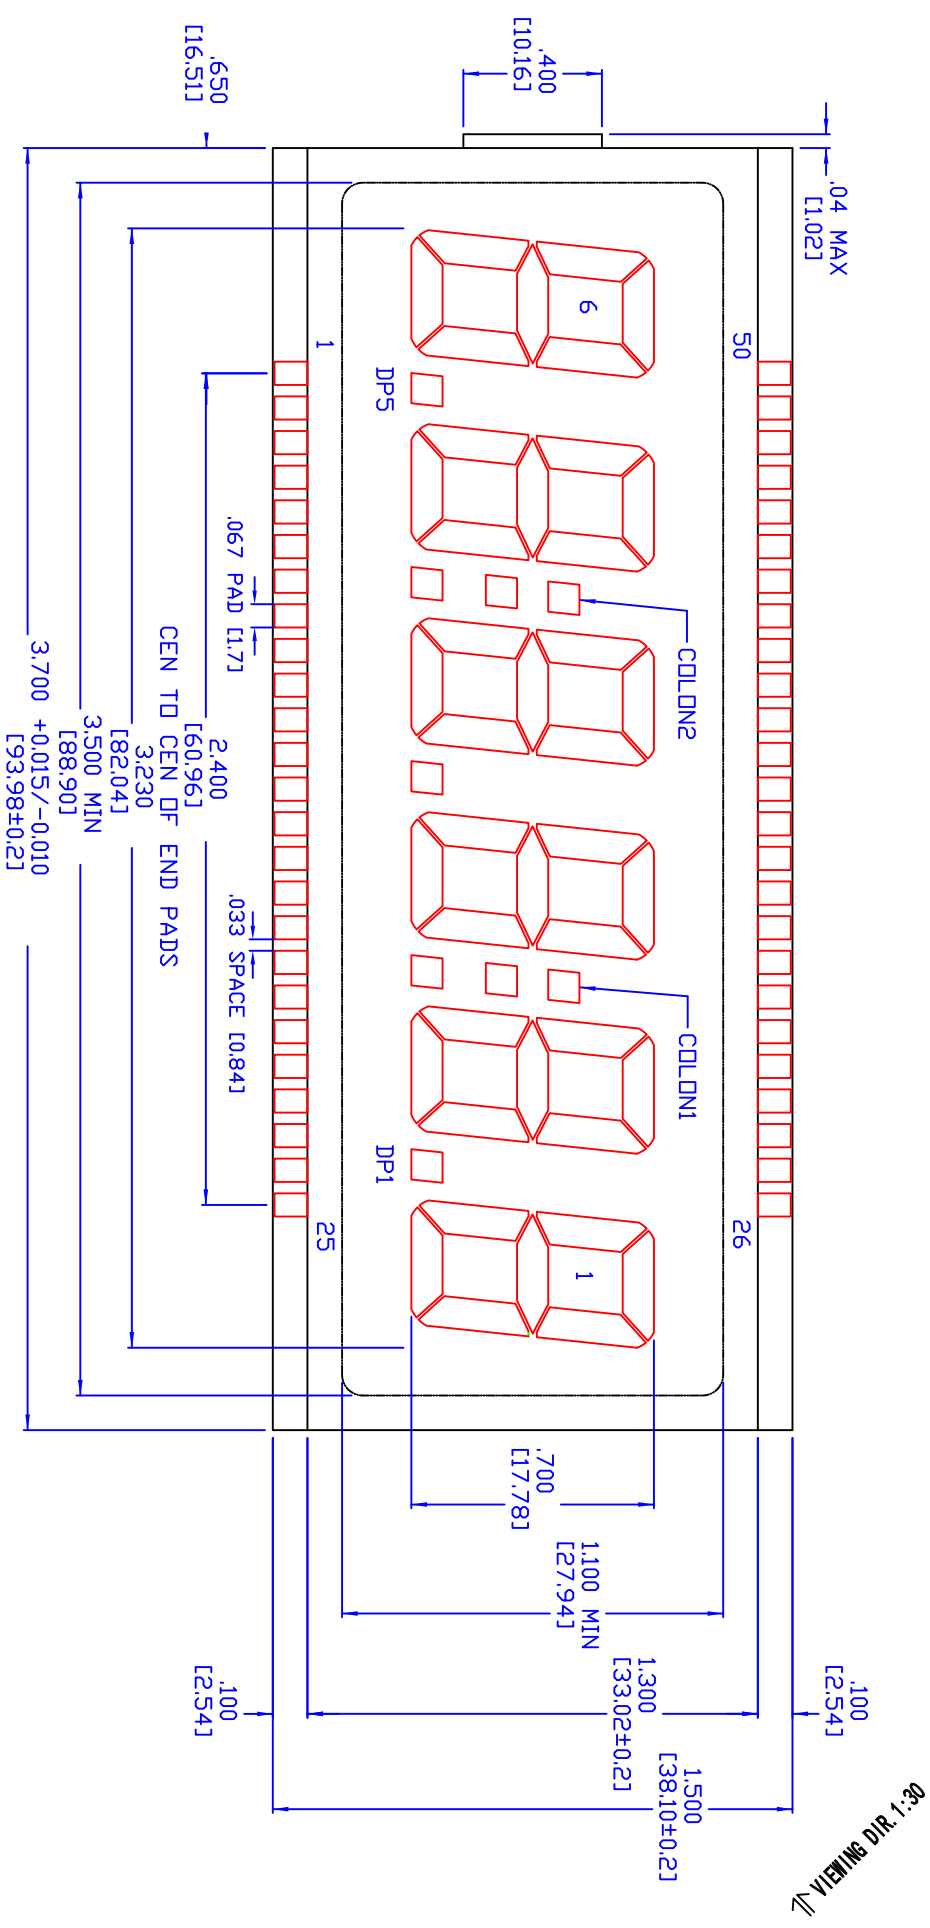 VIEWING DIR. 1:30
.04 MAX
[1.02]
.400
[10.16]
.650
[16.51]
50
26
1
25
6
1
DP5
DP1
COLON2
COLON1
.067 PAD [1.7]
.033 SPACE [0.84]
CEN TO CEN OF END PADS
2.400
[60.96]
3.230
[82.04]
3.500 MIN
[88.90]
3.700 +0.015/-0.010
[93.98±0.2]
.700
[17.78]
1.100 MIN
[27.94]
1.300
[33.02±0.2]
1.500
[38.10±0.2]
.100
[2.54]
.100
[2.54]